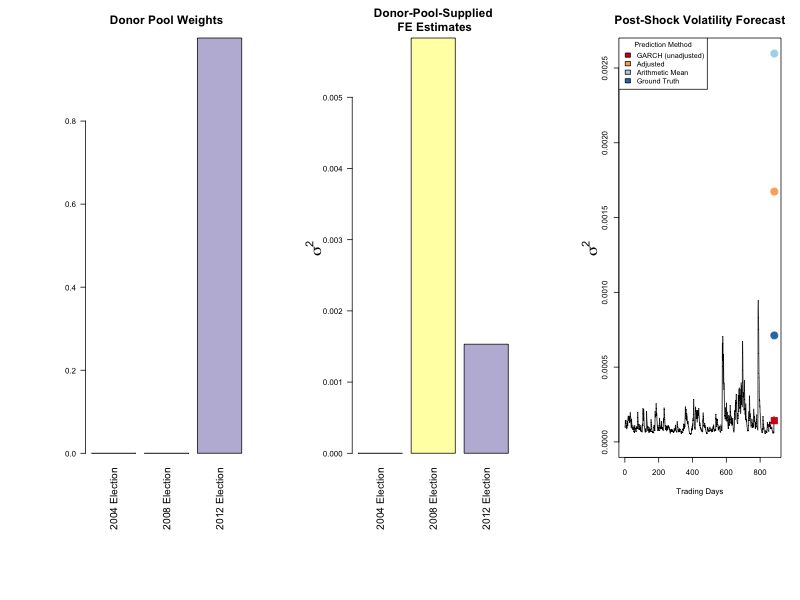 Donor Pool Weights
0.8
0.6
0.4
0.2
0.0
2004 Election
2008 Election
2012 Election
Donor-Pool-Supplied
FE Estimates
σ²
0.005
0.004
0.003
0.002
0.001
0.000
2004 Election
2008 Election
2012 Election
Post-Shock Volatility Forecast
Prediction Method
GARCH (unadjusted)
Adjusted
Arithmetic Mean
Ground Truth
σ²
0.0025
0.0020
0.0015
0.0010
0.0005
0.0000
0 200 400 600 800
Trading Days